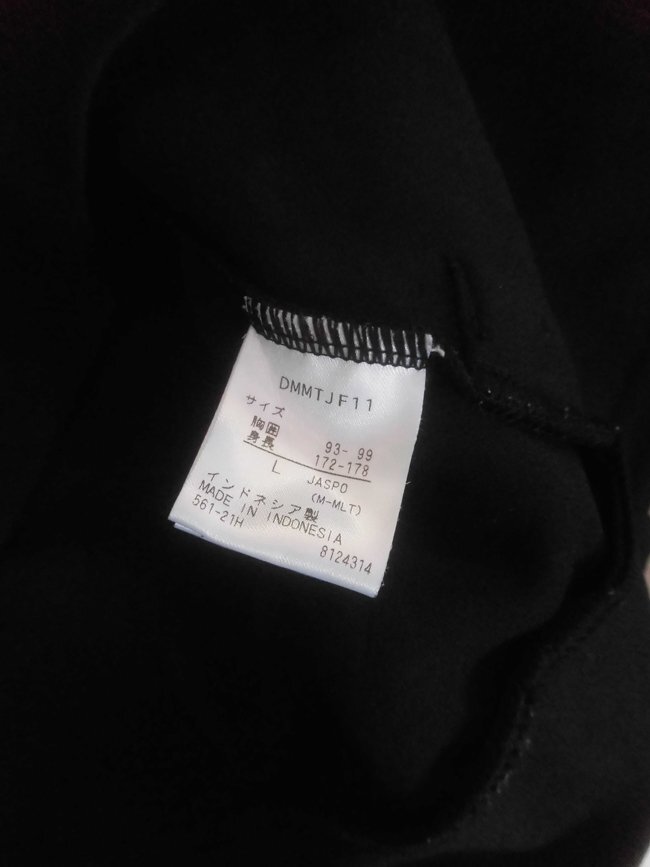 DMMTJF11
サイズ
胸囲 93- 99
身長 172-178
L JASPO
(M-MLT)
インドネシア製
MADE IN INDONESIA
561-21H
8124314